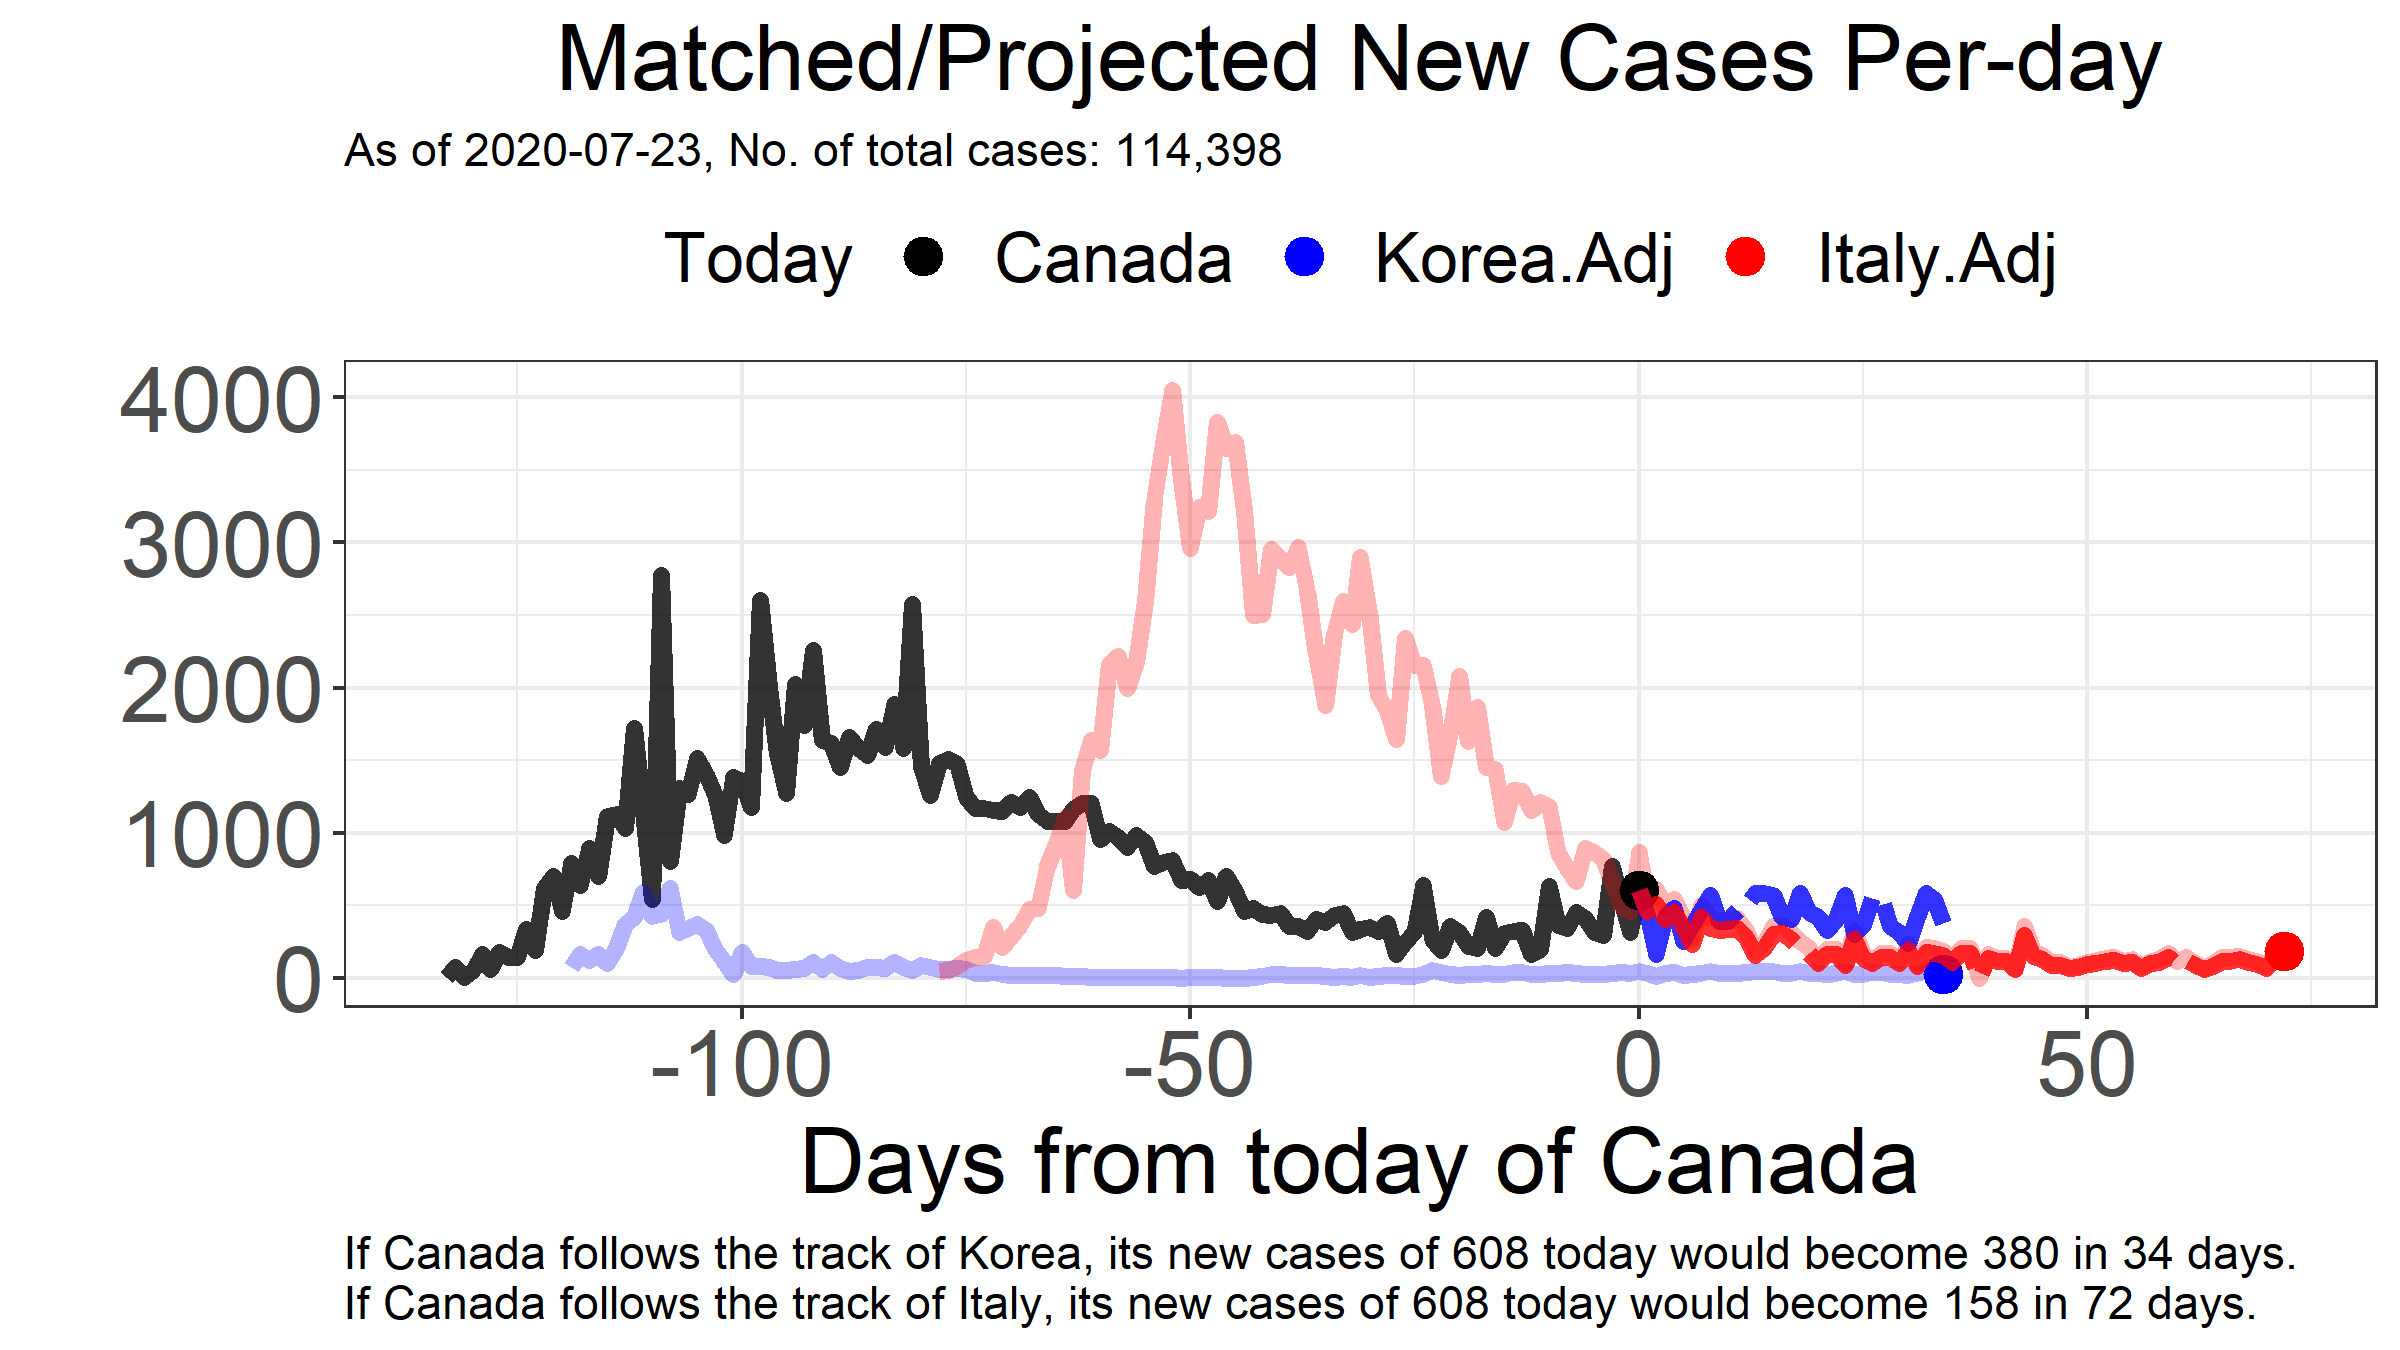 Matched/Projected New Cases Per-day
As of 2020-07-23, No. of total cases: 114,398
Today Canada Korea.Adj Italy.Adj
4000
3000
2000
1000
0
-100 -50 0 50
Days from today of Canada
If Canada follows the track of Korea, its new cases of 608 today would become 380 in 34 days.
If Canada follows the track of Italy, its new cases of 608 today would become 158 in 72 days.